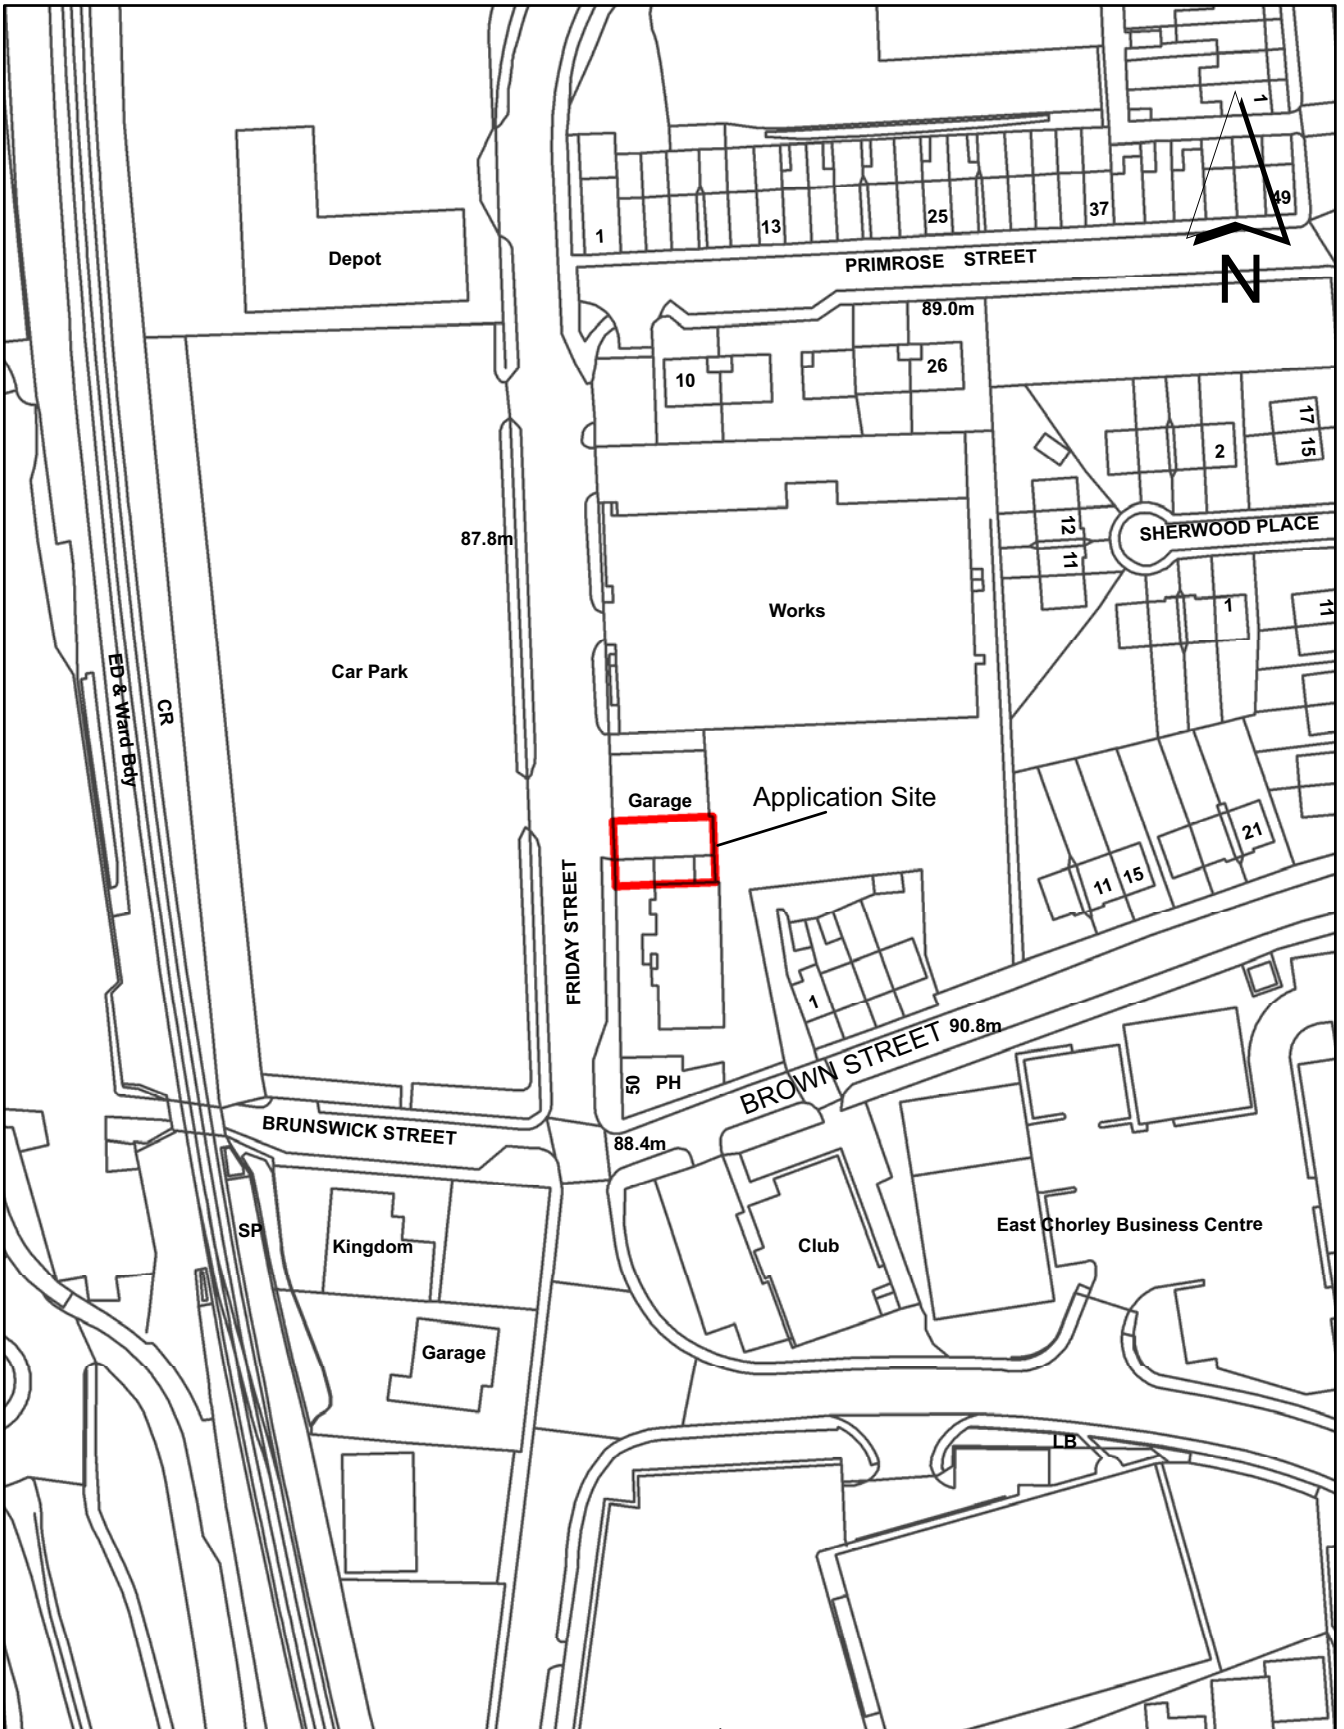 1
49
1
13
25
37
PRIMROSE STREET
Depot
N
89.0m
10
26
17
15
2
12
11
SHERWOOD PLACE
87.8m
Works
1
11
Car Park
ED & Ward Bdy
CR
Garage
Application Site
21
11
15
FRIDAY STREET
1
90.8m
BROWN STREET
50
PH
BRUNSWICK STREET
88.4m
SP
Kingdom
Club
East Chorley Business Centre
Garage
LB